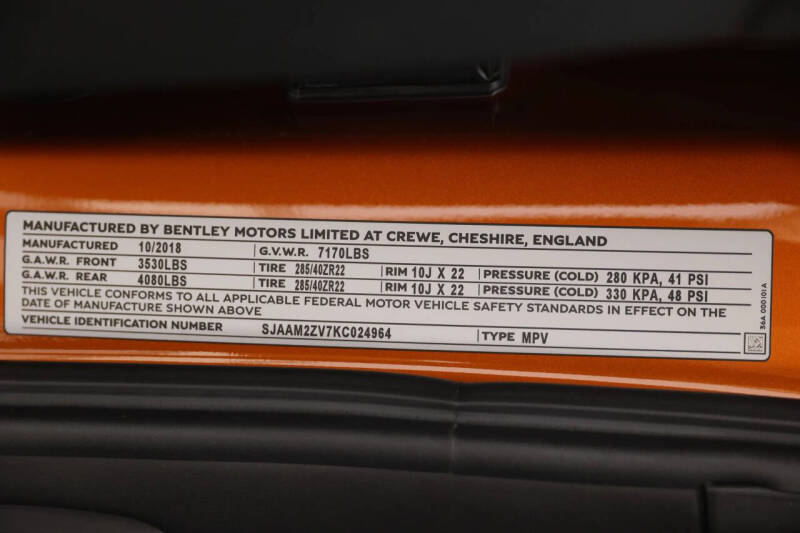 MANUFACTURED BY BENTLEY MOTORS LIMITED AT CREWE, CHESHIRE, ENGLAND
MANUFACTURED 10/2018 G.V.W.R. 7170LBS
G.A.W.R. FRONT 3530LBS TIRE 285/40ZR22 RIM 10J X 22 PRESSURE (COLD) 280 KPA, 41 PSI
G.A.W.R. REAR 4080LBS TIRE 285/40ZR22 RIM 10J X 22 PRESSURE (COLD) 330 KPA, 48 PSI
THIS VEHICLE CONFORMS TO ALL APPLICABLE FEDERAL MOTOR VEHICLE SAFETY STANDARDS IN EFFECT ON THE
DATE OF MANUFACTURE SHOWN ABOVE
VEHICLE IDENTIFICATION NUMBER SJAAM2ZV7KC024964 TYPE MPV
36A 000101A